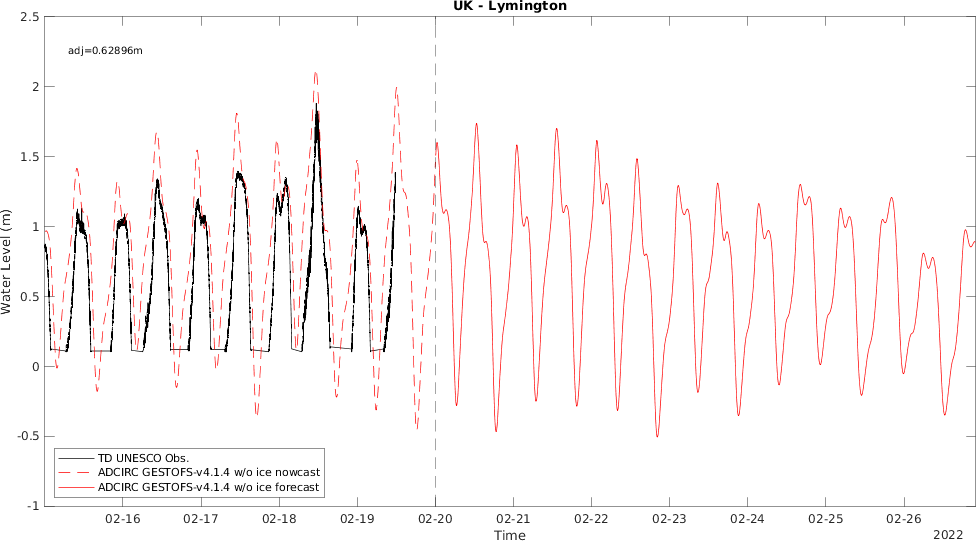 UK - Lymington
adj=0.62896m
Water Level (m)
2.5
2
1.5
1
0.5
0
-0.5
-1
TD UNESCO Obs.
ADCIRC GESTOFS-v4.1.4 w/o ice nowcast
ADCIRC GESTOFS-v4.1.4 w/o ice forecast
02-16 02-17 02-18 02-19 02-20 02-21 02-22 02-23 02-24 02-25 02-26
Time
2022